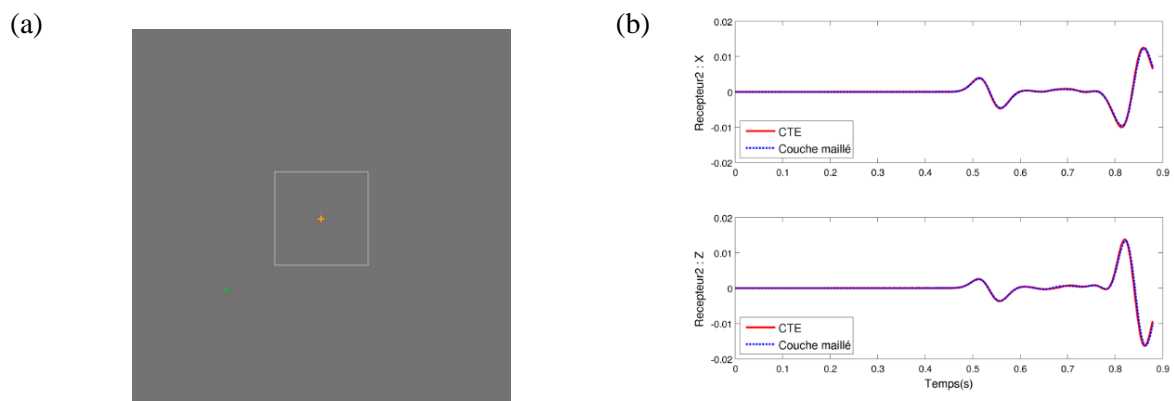 (a)
(b)
0.02
0.01
0
-0.01
-0.02
Recepteur2 : X
CTE
Couche maillé
0 0.1 0.2 0.3 0.4 0.5 0.6 0.7 0.8 0.9
0.02
0.01
0
-0.01
-0.02
Recepteur2 : Z
CTE
Couche maillé
0 0.1 0.2 0.3 0.4 0.5 0.6 0.7 0.8 0.9
Temps(s)